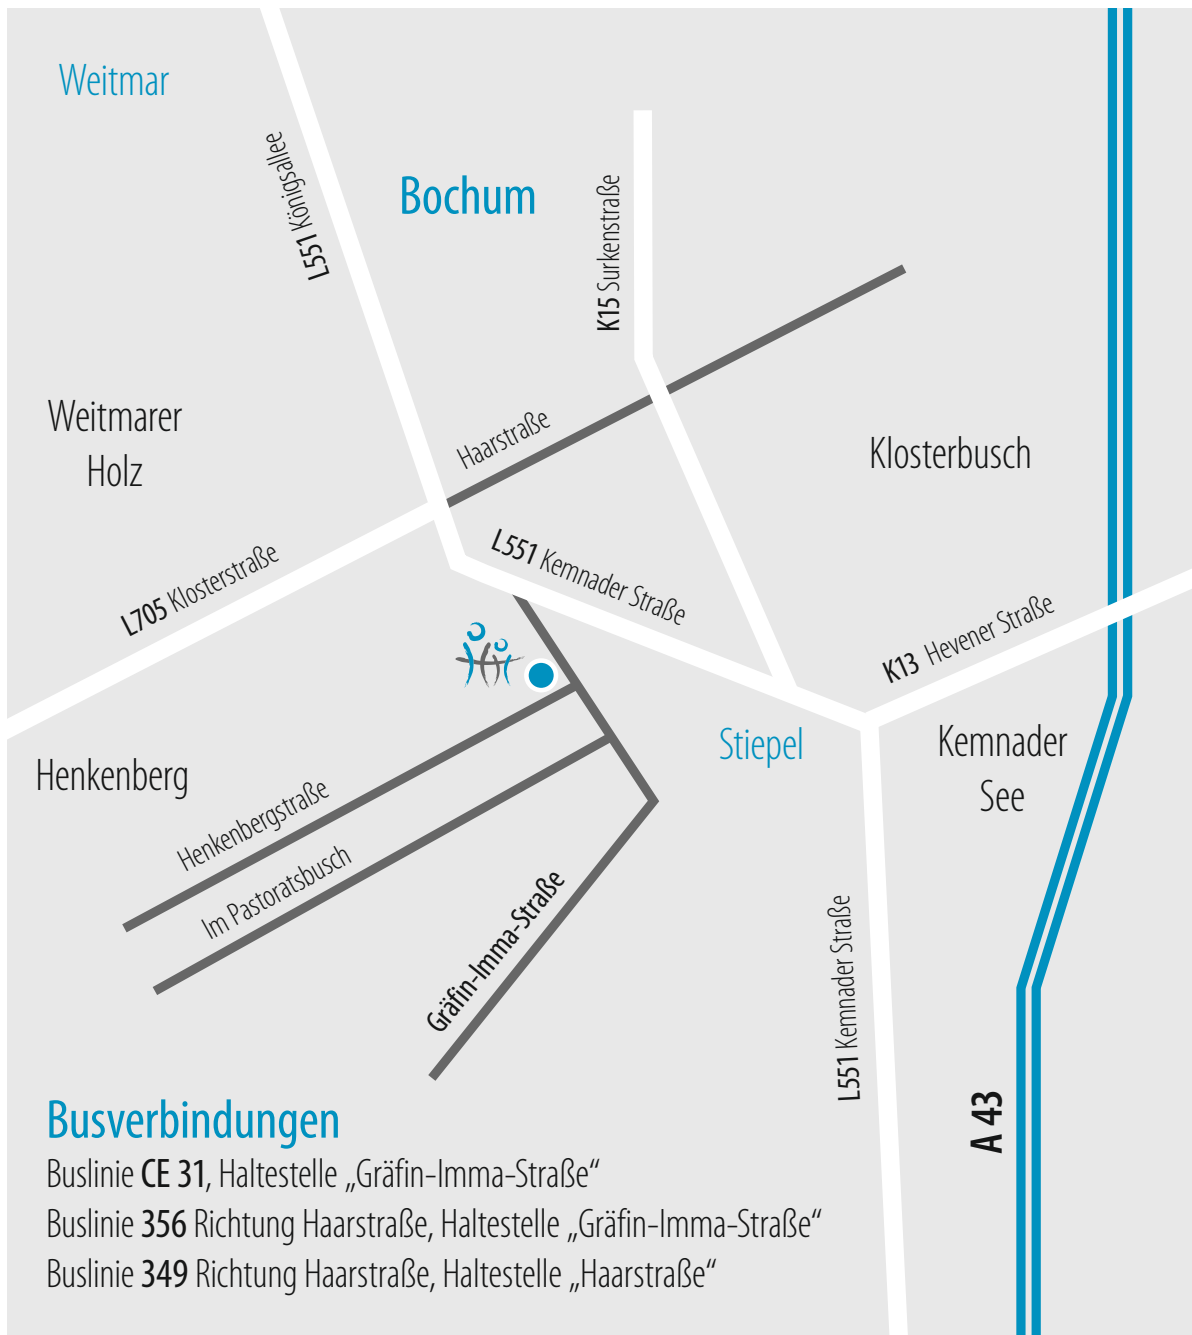 Weitmar
L551 Königsallee
Bochum
K15 Surkenstraße
Weitmarer
Holz
Haarstraße
Klosterbusch
L705 Klosterstraße
L551 Kemnader Straße
K13 Hevener Straße
Stiepel
Kemnader
See
Henkenberg
Henkenbergstraße
Im Pastoratsbusch
Gräfin-Imma-Straße
L551 Kemnader Straße
A 43
Busverbindungen
Buslinie CE 31, Haltestelle „Gräfin-Imma-Straße“
Buslinie 356 Richtung Haarstraße, Haltestelle „Gräfin-Imma-Straße“
Buslinie 349 Richtung Haarstraße, Haltestelle „Haarstraße“